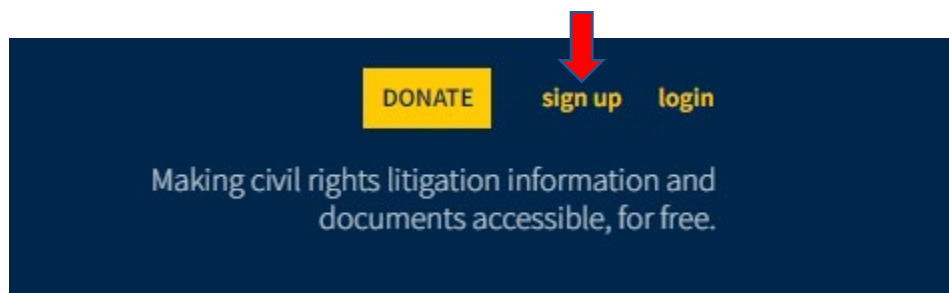 DONATE sign up login
Making civil rights litigation information and
documents accessible, for free.